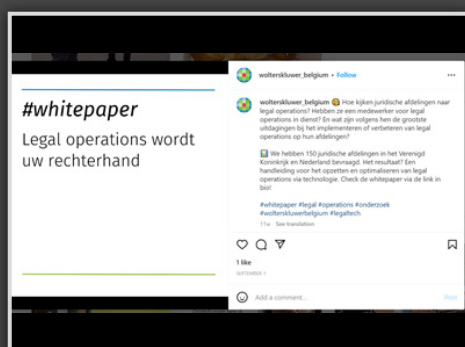 #whitepaper
Legal operations wordt
uw rechterhand
wolterskluwer_belgium • Follow
wolterskluwer_belgium Hoe kijken juridische afdelingen naar
legal operations? Hebben ze een medewerker voor legal
operations in dienst? En wat zijn volgens hen de grootste
uitdagingen bij het implementeren of verbeteren van legal
operations op hun afdelingen?
We hebben 150 juridische afdelingen in het Verenigd
Koninkrijk en Nederland bevraagd. Het resultaat? Een
handleiding voor het opzetten en optimaliseren van legal
operations via technologie. Check de whitepaper via de link in
bio!
#whitepaper #legal #operations #onderzoek
#wolterskluwerbelgium #legaltech
11w See translation
1 like
SEPTEMBER 1
Add a comment...
Post